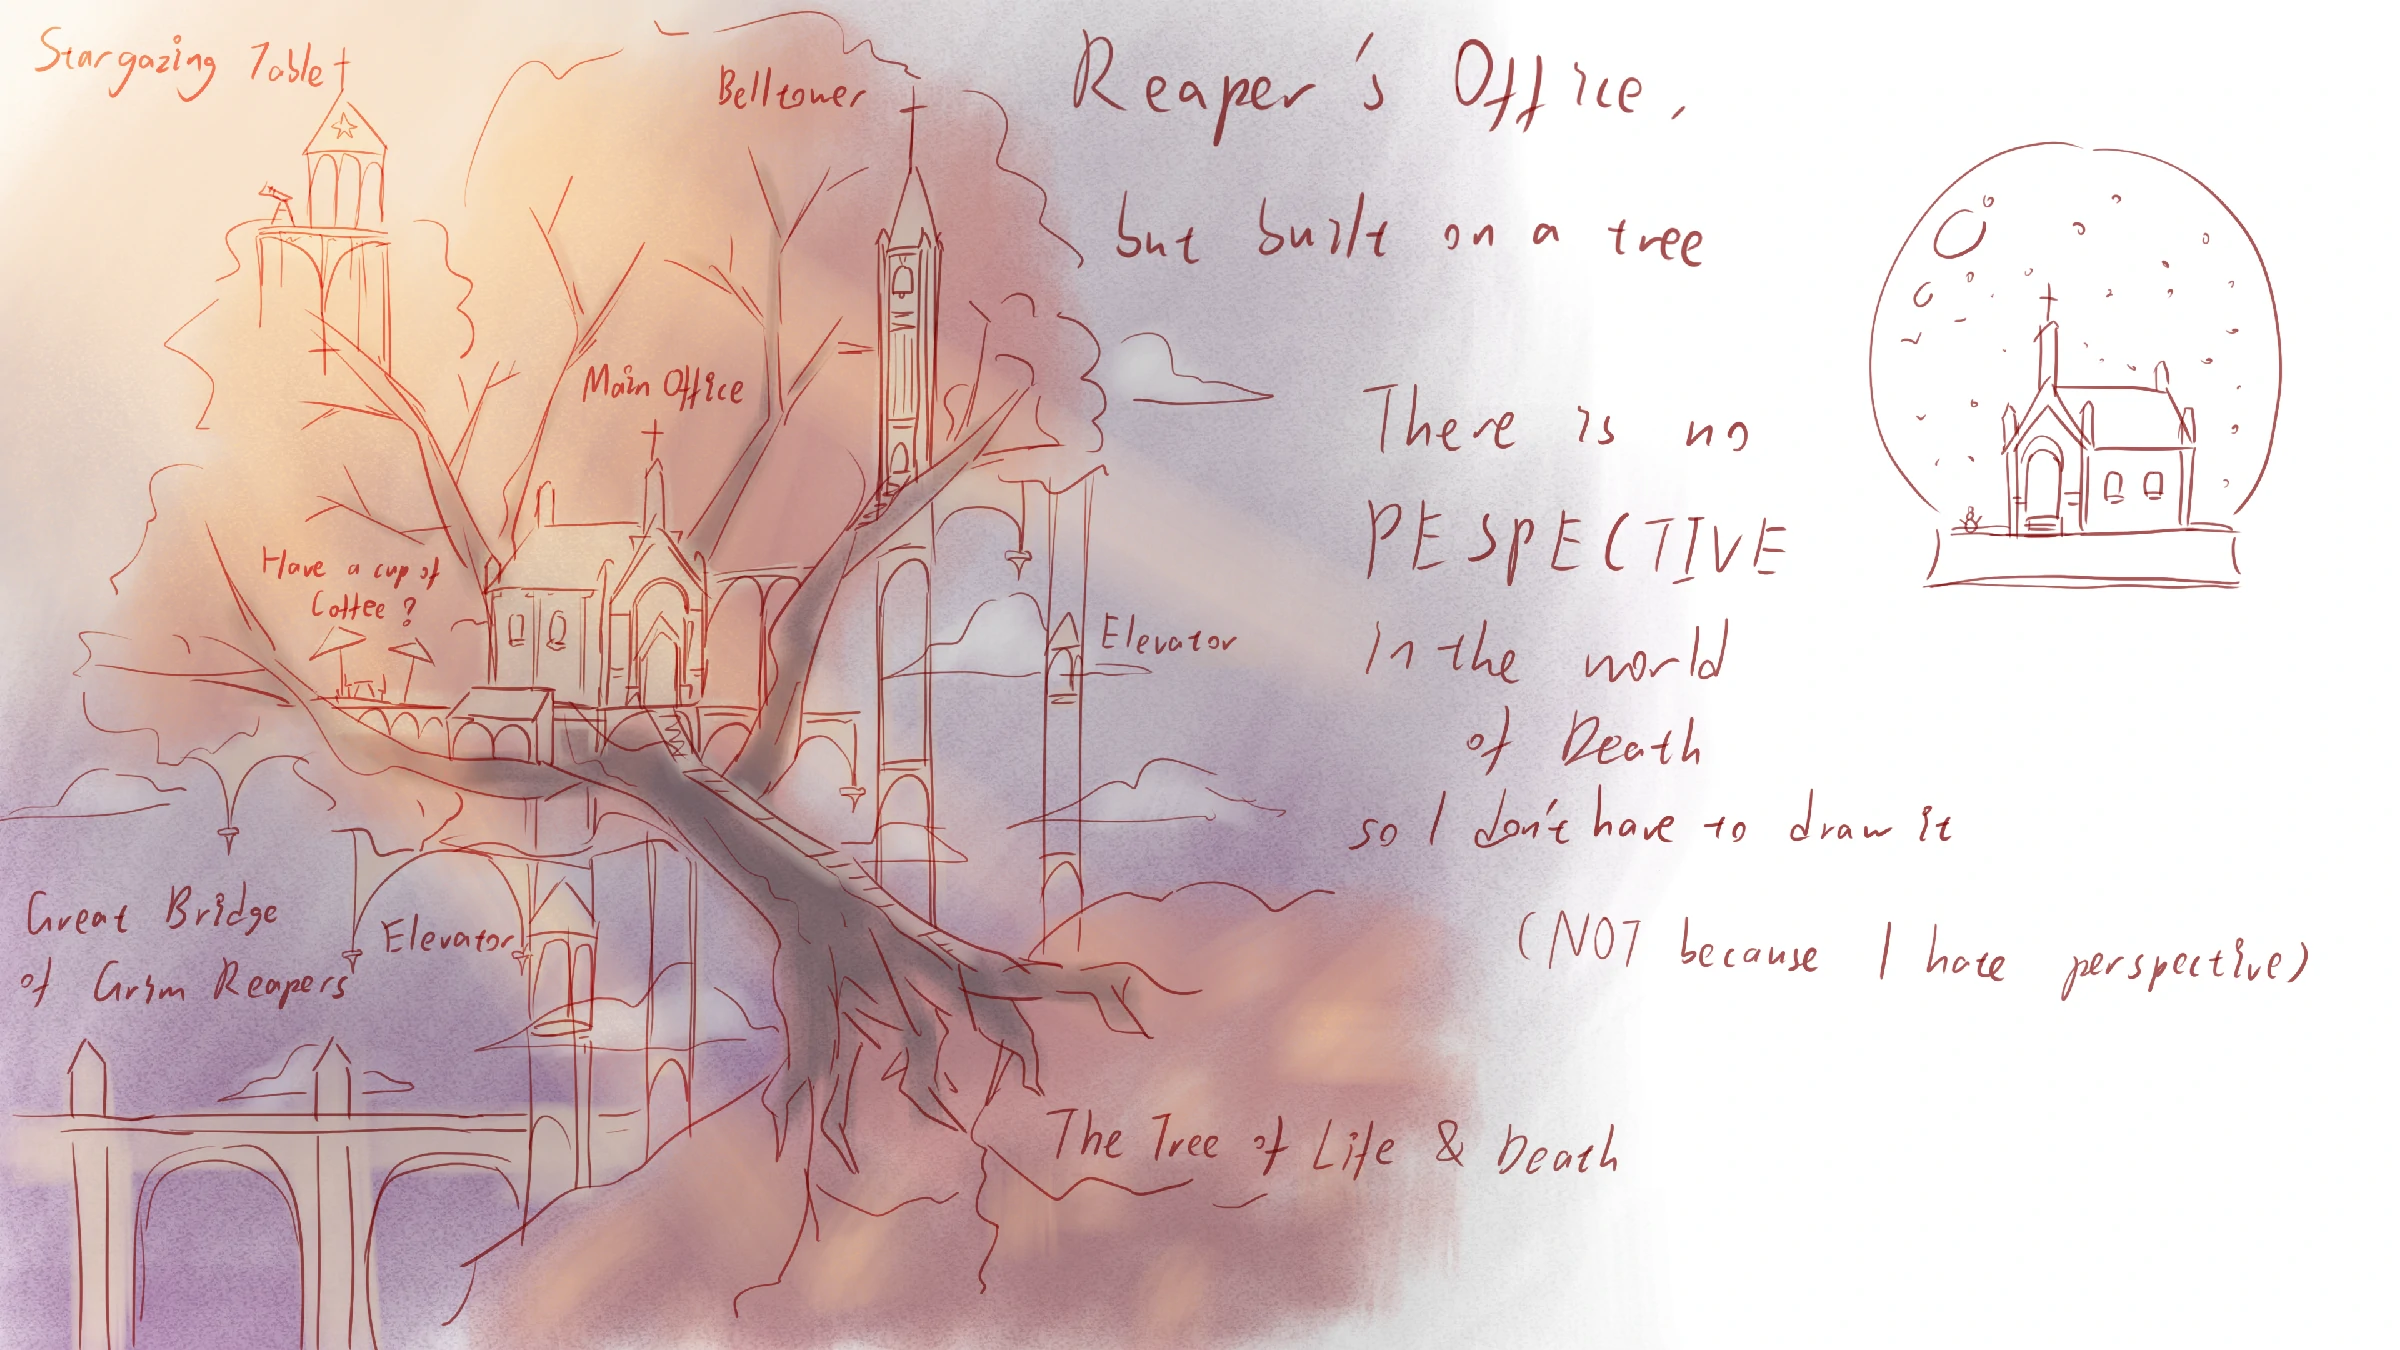 Stargazing Table
Belltower
Main Office
Have a cup of
Coffee ?
Elevator
Great Bridge
of Grim Reapers
Elevator
The Tree of Life & Death
Reaper's Office,
but built on a tree
There is no
PESPECTIVE
in the world
of Death
so I don't have to draw it
(NOT because I hate perspective)